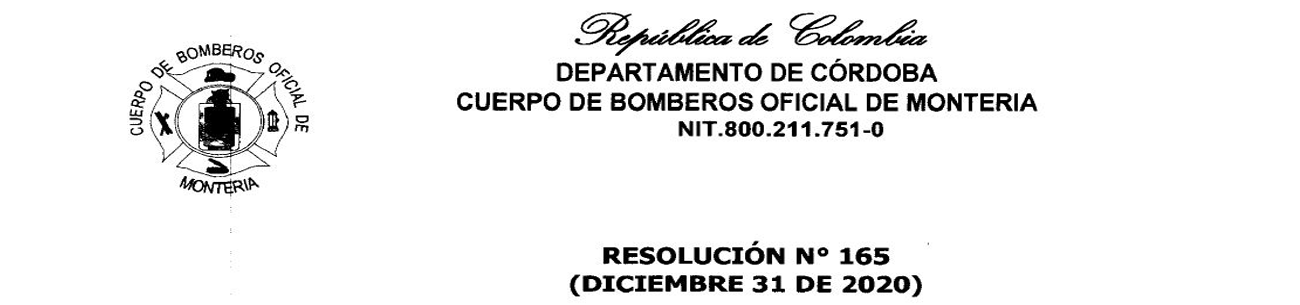 República de Colombia
DEPARTAMENTO DE CÓRDOBA
CUERPO DE BOMBEROS OFICIAL DE MONTERIA
NIT.800.211.751-0
CUERPO DE BOMBEROS OFICIAL DE
MONTERIA
RESOLUCIÓN N° 165
(DICIEMBRE 31 DE 2020)